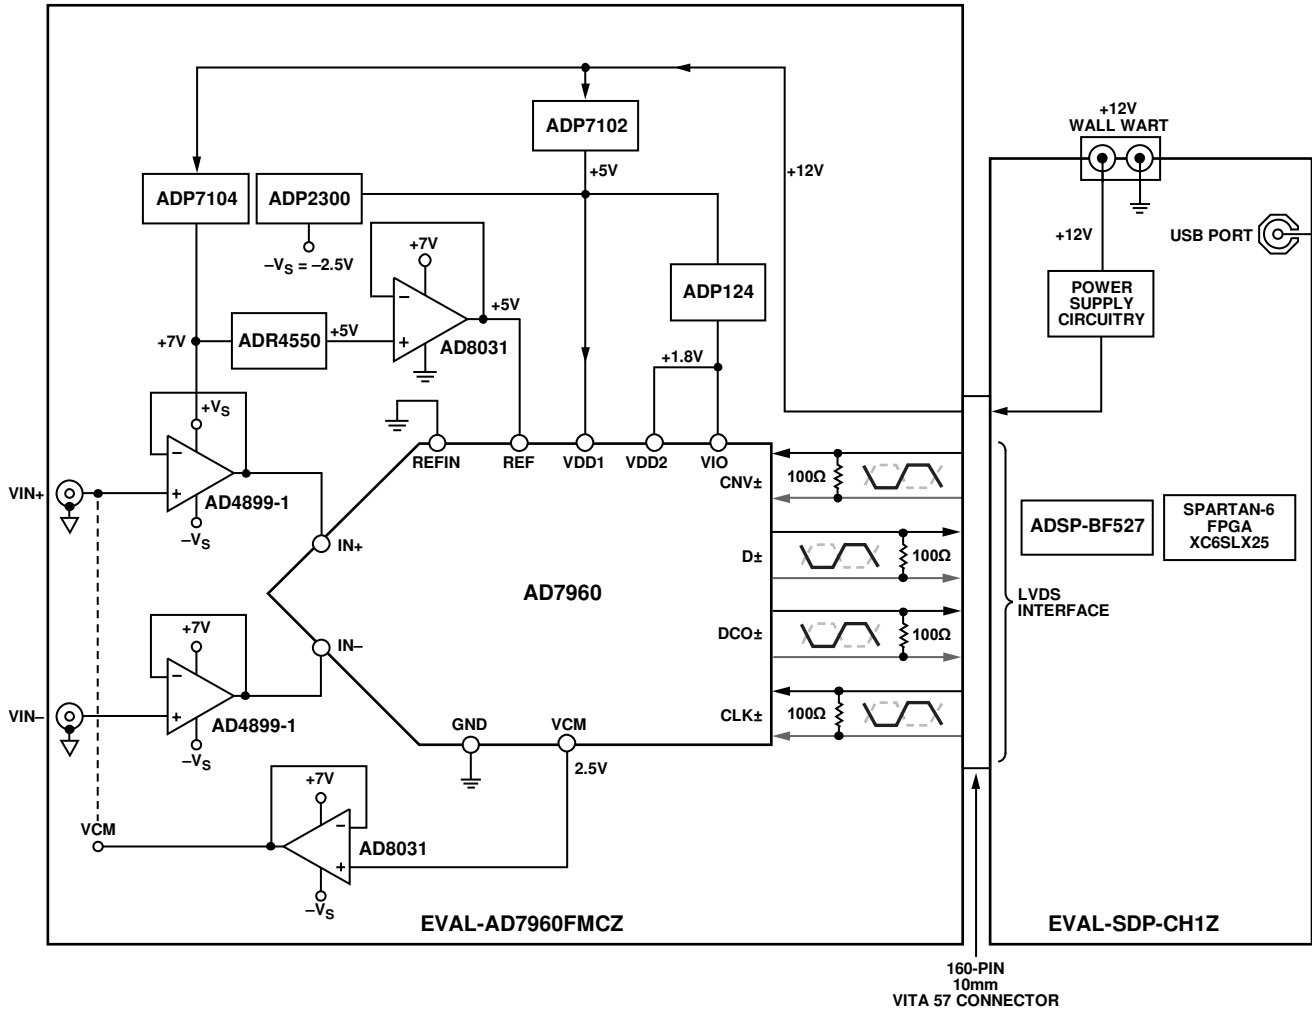 ADP7102
+12V
WALL WART
+5V
+12V
ADP7104
ADP2300
+12V
USB PORT
+7V
–VS = –2.5V
ADP124
POWER
SUPPLY
CIRCUITRY
+5V
+7V
ADR4550
+5V
AD8031
+1.8V
+VS
REFIN
REF
VDD1
VDD2
VIO
VIN+
AD4899-1
–VS
IN+
CNV±
100Ω
ADSP-BF527
SPARTAN-6
FPGA
XC6SLX25
D±
100Ω
AD7960
LVDS
INTERFACE
+7V
IN–
DCO±
100Ω
VIN–
AD4899-1
–VS
GND
VCM
CLK±
100Ω
2.5V
+7V
VCM
AD8031
–VS
EVAL-AD7960FMCZ
EVAL-SDP-CH1Z
160-PIN
10mm
VITA 57 CONNECTOR